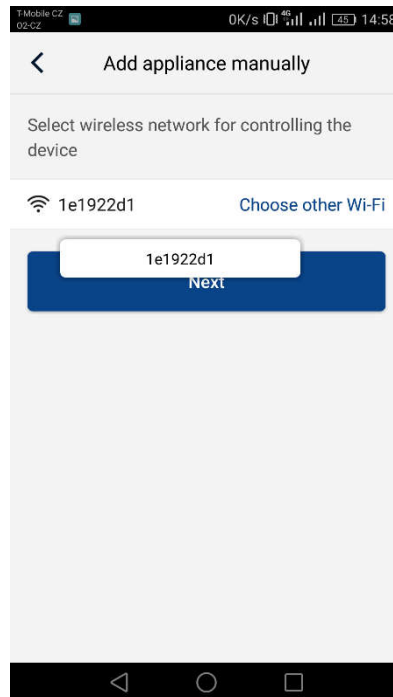 T-Mobile CZ
O2-CZ
0K/s 4G 45 14:58
Add appliance manually
Select wireless network for controlling the
device
1e1922d1 Choose other Wi-Fi
1e1922d1
Next